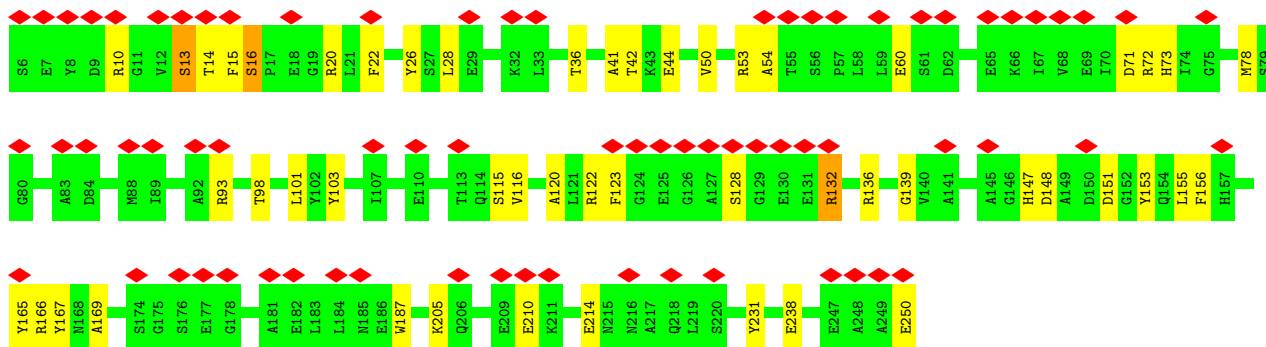 S6 E7 Y8 D9 R10 G11 V12 S13 T14 F15 S16 P17 E18 G19 R20 L21 F22 Y26 S27 L28 E29 K32 L33 T36 A41 T42 K43 E44 V50 R53 A54 T55 S56 P57 L58 L59 E60 S61 D62 E65 K66 I67 V68 E69 I70 D71 R72 H73 I74 G75 M78 S79
G80 A83 D84 M88 I89 A92 R93 T98 L101 Y102 Y103 I107 E110 T113 Q114 S115 V116 A120 L121 R122 F123 G124 E125 G126 A127 S128 G129 E130 E131 R132 R136 G139 V140 A141 A145 G146 H147 D148 A149 D150 D151 G152 Y153 Q154 L155 F156 H157
Y165 R166 Y167 N168 A169 S174 G175 S176 E177 G178 A181 E182 L183 L184 N185 E186 W187 K205 Q206 E209 E210 K211 E214 N215 N216 A217 Q218 L219 S220 Y231 E238 E247 A248 A249 E250